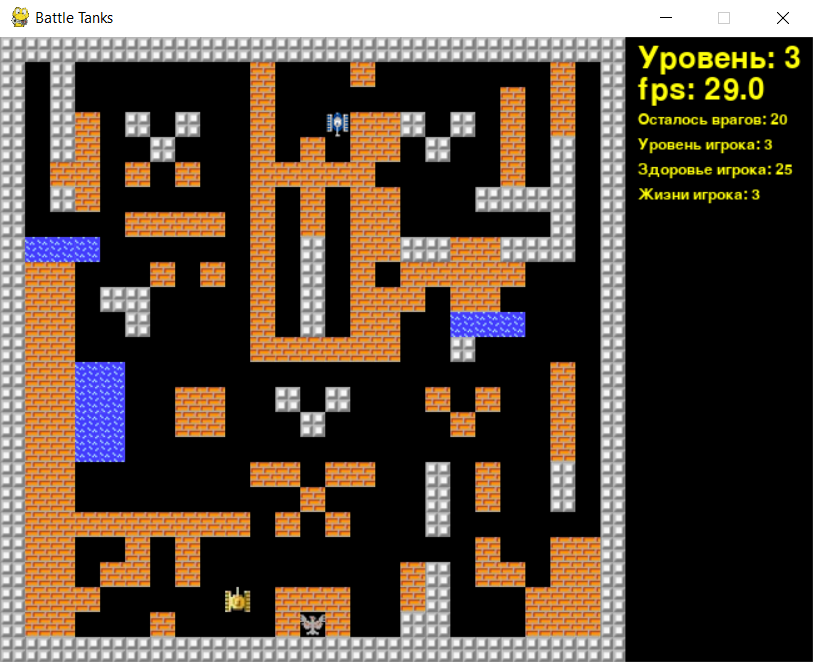 Battle Tanks
Уровень: 3
fps: 29.0
Осталось врагов: 20
Уровень игрока: 3
Здоровье игрока: 25
Жизни игрока: 3